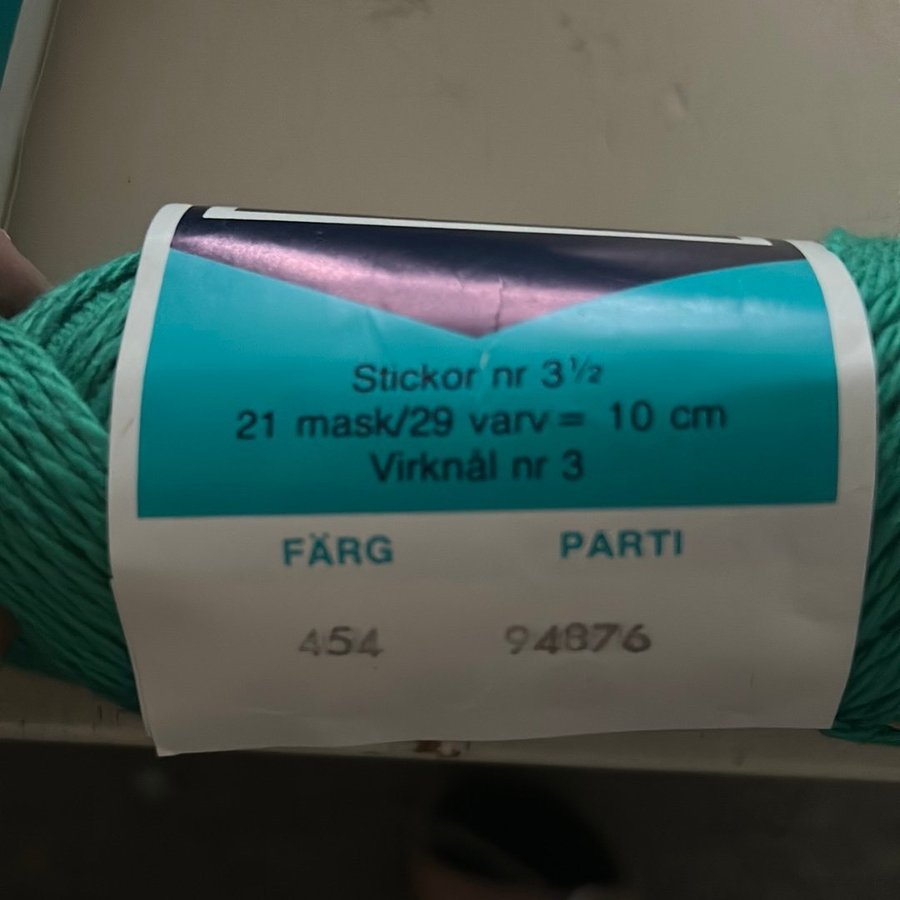 Stickor nr 3½
21 mask/29 varv = 10 cm
Virknål nr 3
FÄRG PARTI
454 94876